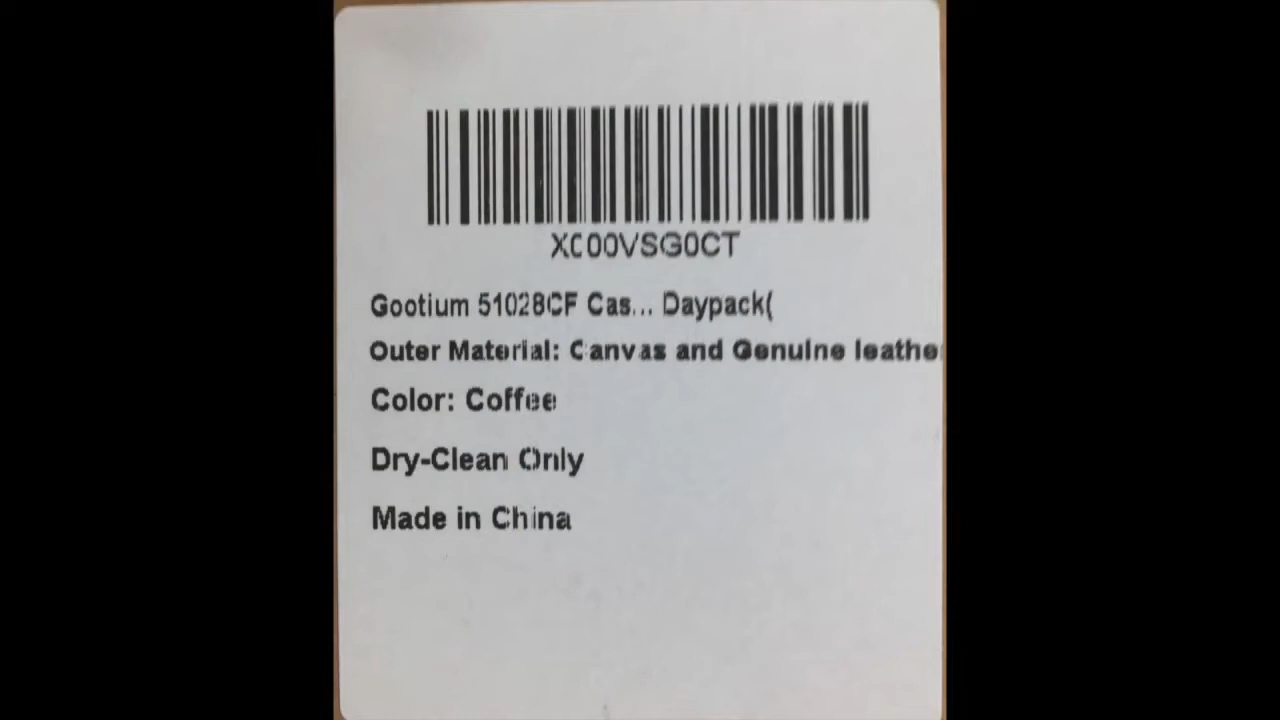 X000VSG0CT
Gootium 51028CF Cas... Daypack(
Outer Material: Canvas and Genuine leathe
Color: Coffee
Dry-Clean Only
Made in China